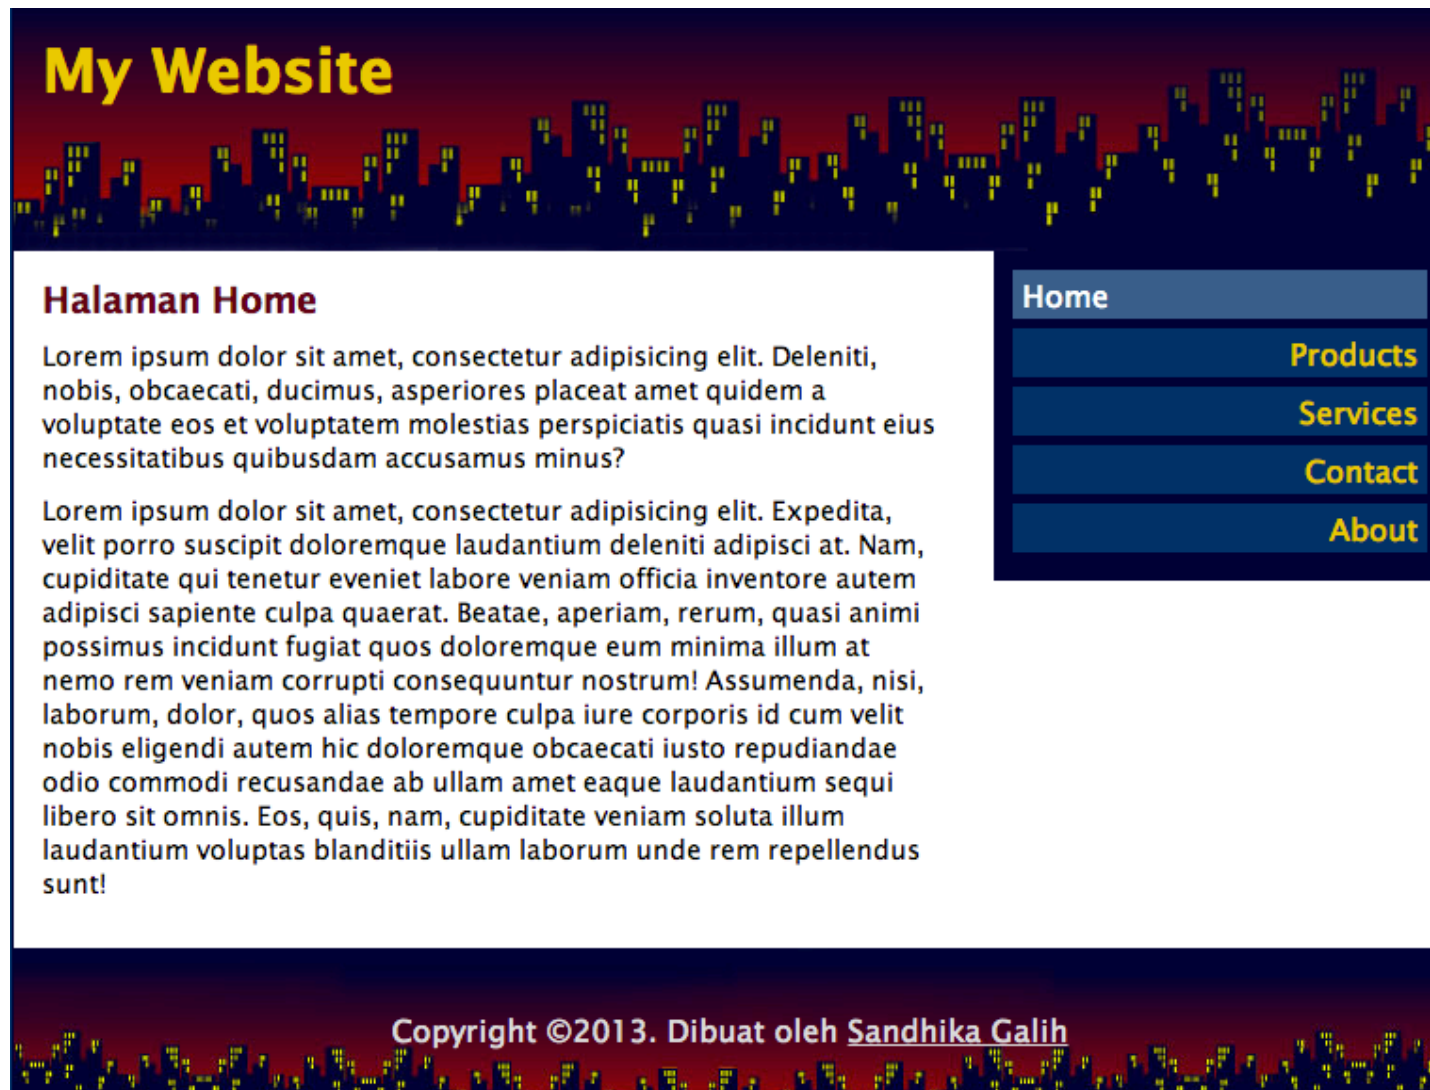 My Website
Halaman Home
Lorem ipsum dolor sit amet, consectetur adipisicing elit. Deleniti,
nobis, obcaecati, ducimus, asperiores placeat amet quidem a
voluptate eos et voluptatem molestias perspiciatis quasi incidunt eius
necessitatibus quibusdam accusamus minus?
Lorem ipsum dolor sit amet, consectetur adipisicing elit. Expedita,
velit porro suscipit doloremque laudantium deleniti adipisci at. Nam,
cupiditate qui tenetur eveniet labore veniam officia inventore autem
adipisci sapiente culpa quaerat. Beatae, aperiam, rerum, quasi animi
possimus incidunt fugiat quos doloremque eum minima illum at
nemo rem veniam corrupti consequuntur nostrum! Assumenda, nisi,
laborum, dolor, quos alias tempore culpa iure corporis id cum velit
nobis eligendi autem hic doloremque obcaecati iusto repudiandae
odio commodi recusandae ab ullam amet eaque laudantium sequi
libero sit omnis. Eos, quis, nam, cupiditate veniam soluta illum
laudantium voluptas blanditiis ullam laborum unde rem repellendus
sunt!
Home
Products
Services
Contact
About
Copyright ©2013. Dibuat oleh Sandhika Galih